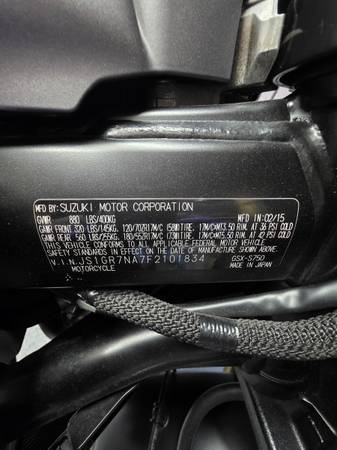 MFD BY: SUZUKI MOTOR CORPORATION MFD IN: 02/15
GVWR 880 LBS/400KG
GAWR FRONT 320 LBS/145KG. 120/70ZR17M/C (58W) TIRE. 17M/C×MT3.50 RIM. AT 36 PSI COLD
GAWR REAR 560 LBS/255KG. 180/55ZR17M/C (73W) TIRE. 17M/C×MT5.50 RIM. AT 42 PSI COLD
THIS VEHICLE CONFORMS TO ALL APPLICABLE FEDERAL MOTOR VEHICLE
SAFETY STANDARDS IN EFFECT ON DATE OF MANUFACTURE SHOWN ABOVE.
V.I.N. JS1GR7NA7F2101834 GSX-S750
MOTORCYCLE MADE IN JAPAN